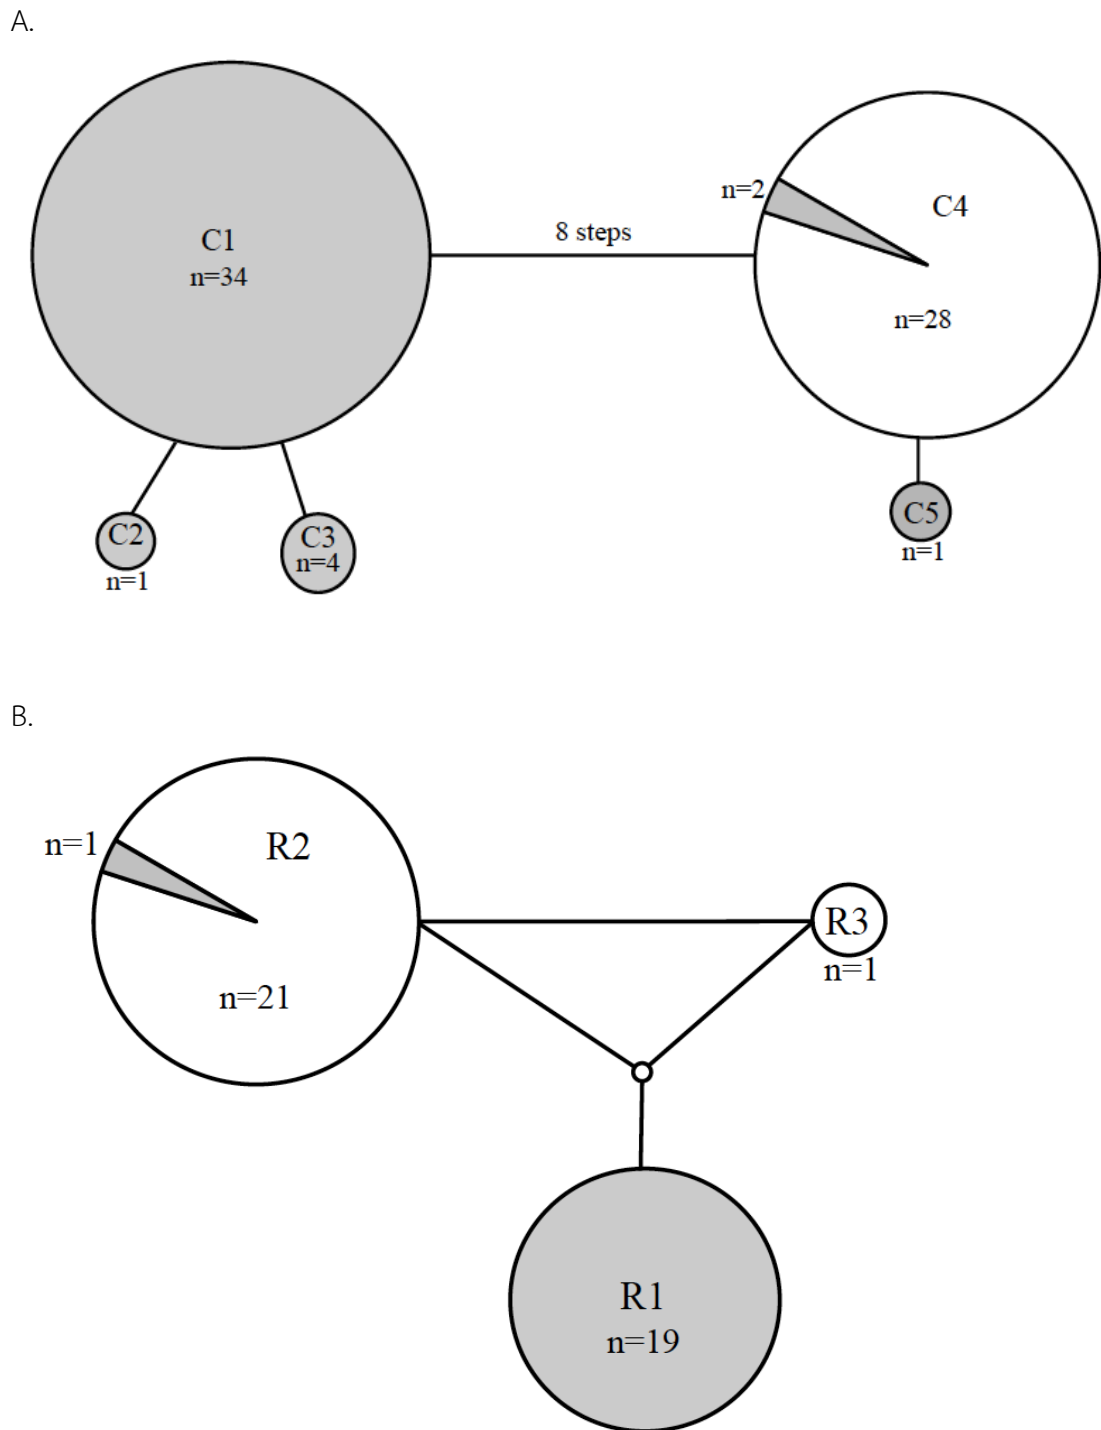 A.
C1
n=34
8 steps
n=2
C4
n=28
C2
n=1
C3
n=4
C5
n=1
B.
n=1
R2
n=21
R3
n=1
R1
n=19